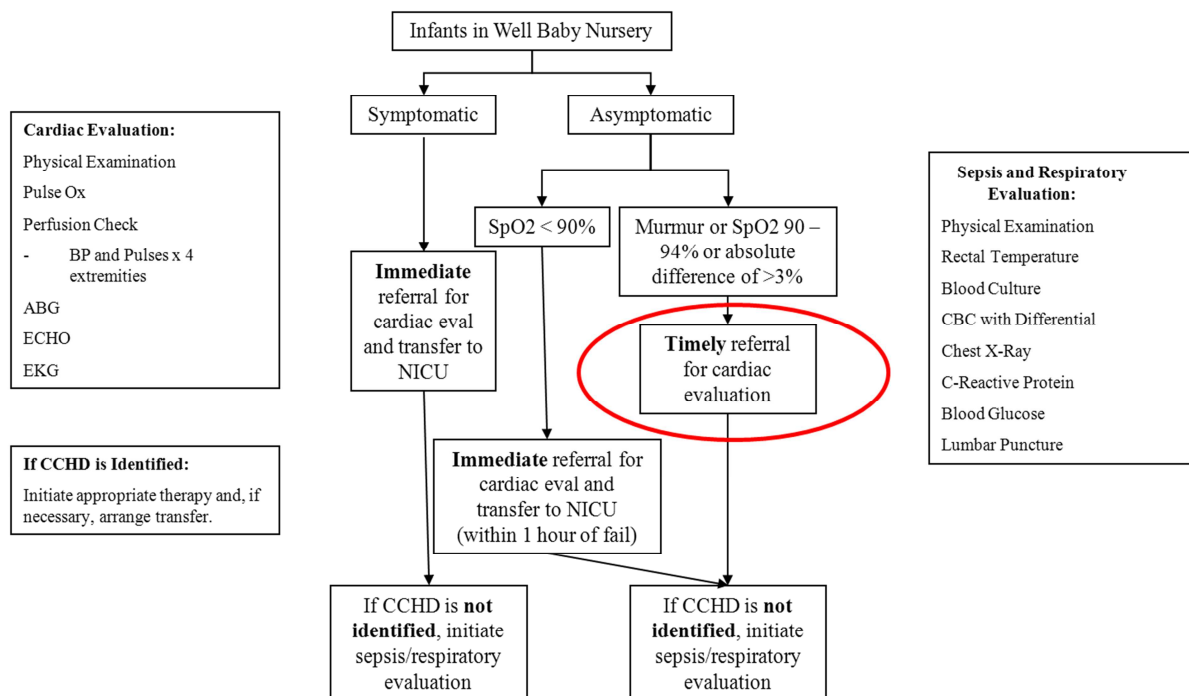 Infants in Well Baby Nursery
Symptomatic
Asymptomatic
Cardiac Evaluation:
Physical Examination
Pulse Ox
Perfusion Check
- BP and Pulses x 4
extremities
ABG
ECHO
EKG
If CCHD is Identified:
Initiate appropriate therapy and, if
necessary, arrange transfer.
Immediate
referral for
cardiac eval
and transfer to
NICU
SpO2 < 90%
Murmur or SpO2 90 –
94% or absolute
difference of >3%
Timely referral
for cardiac
evaluation
Immediate referral for
cardiac eval and
transfer to NICU
(within 1 hour of fail)
If CCHD is not
identified, initiate
sepsis/respiratory
evaluation
If CCHD is not
identified, initiate
sepsis/respiratory
evaluation
Sepsis and Respiratory
Evaluation:
Physical Examination
Rectal Temperature
Blood Culture
CBC with Differential
Chest X-Ray
C-Reactive Protein
Blood Glucose
Lumbar Puncture